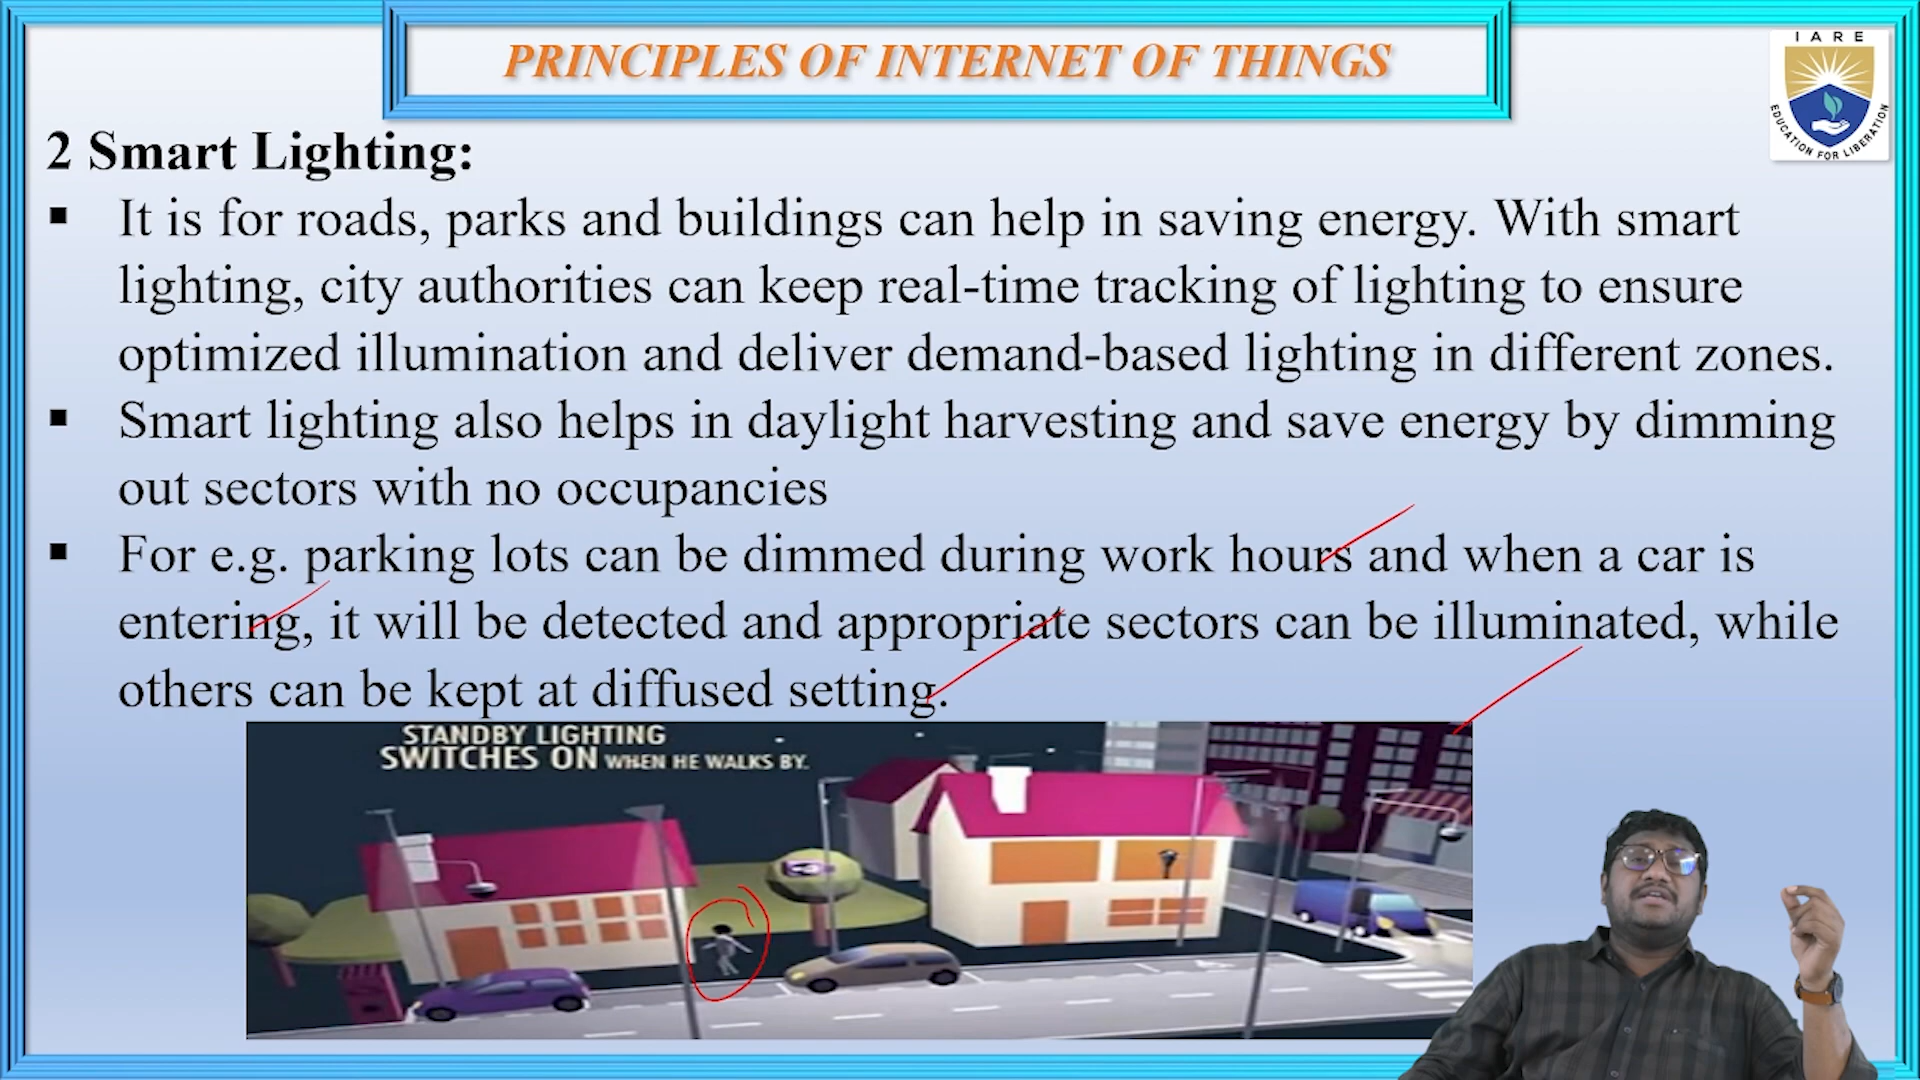 PRINCIPLES OF INTERNET OF THINGS
I A R E
EDUCATION FOR LIBERATION
2 Smart Lighting:
▪ It is for roads, parks and buildings can help in saving energy. With smart
lighting, city authorities can keep real-time tracking of lighting to ensure
optimized illumination and deliver demand-based lighting in different zones.
▪ Smart lighting also helps in daylight harvesting and save energy by dimming
out sectors with no occupancies
▪ For e.g. parking lots can be dimmed during work hours and when a car is
entering, it will be detected and appropriate sectors can be illuminated, while
others can be kept at diffused setting.
STANDBY LIGHTING
SWITCHES ON WHEN HE WALKS BY.